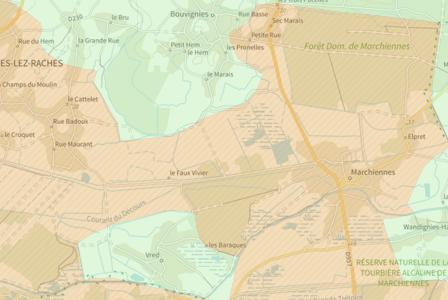 D230
le Bru
Bouvignies
Rue Basse
Sec Marais
Petite Rue
Rue du Hem
la Grande Rue
Petit Hem
le Hem
les Pronelles
Forêt Dom. de Marchiennes
ES-LEZ-RACHES
le Marais
Champs du Moulin
le Cattelet
Rue Badoux
le Croquet
Rue Maucant
Elpret
le Faux Vivier
Marchiennes
Courant du Décours
Wandignies-Ha
les Baraques
Vred
RÉSERVE NATURELLE DE LA
TOURBIÈRE ALCALINE DE
MARCHIENNES